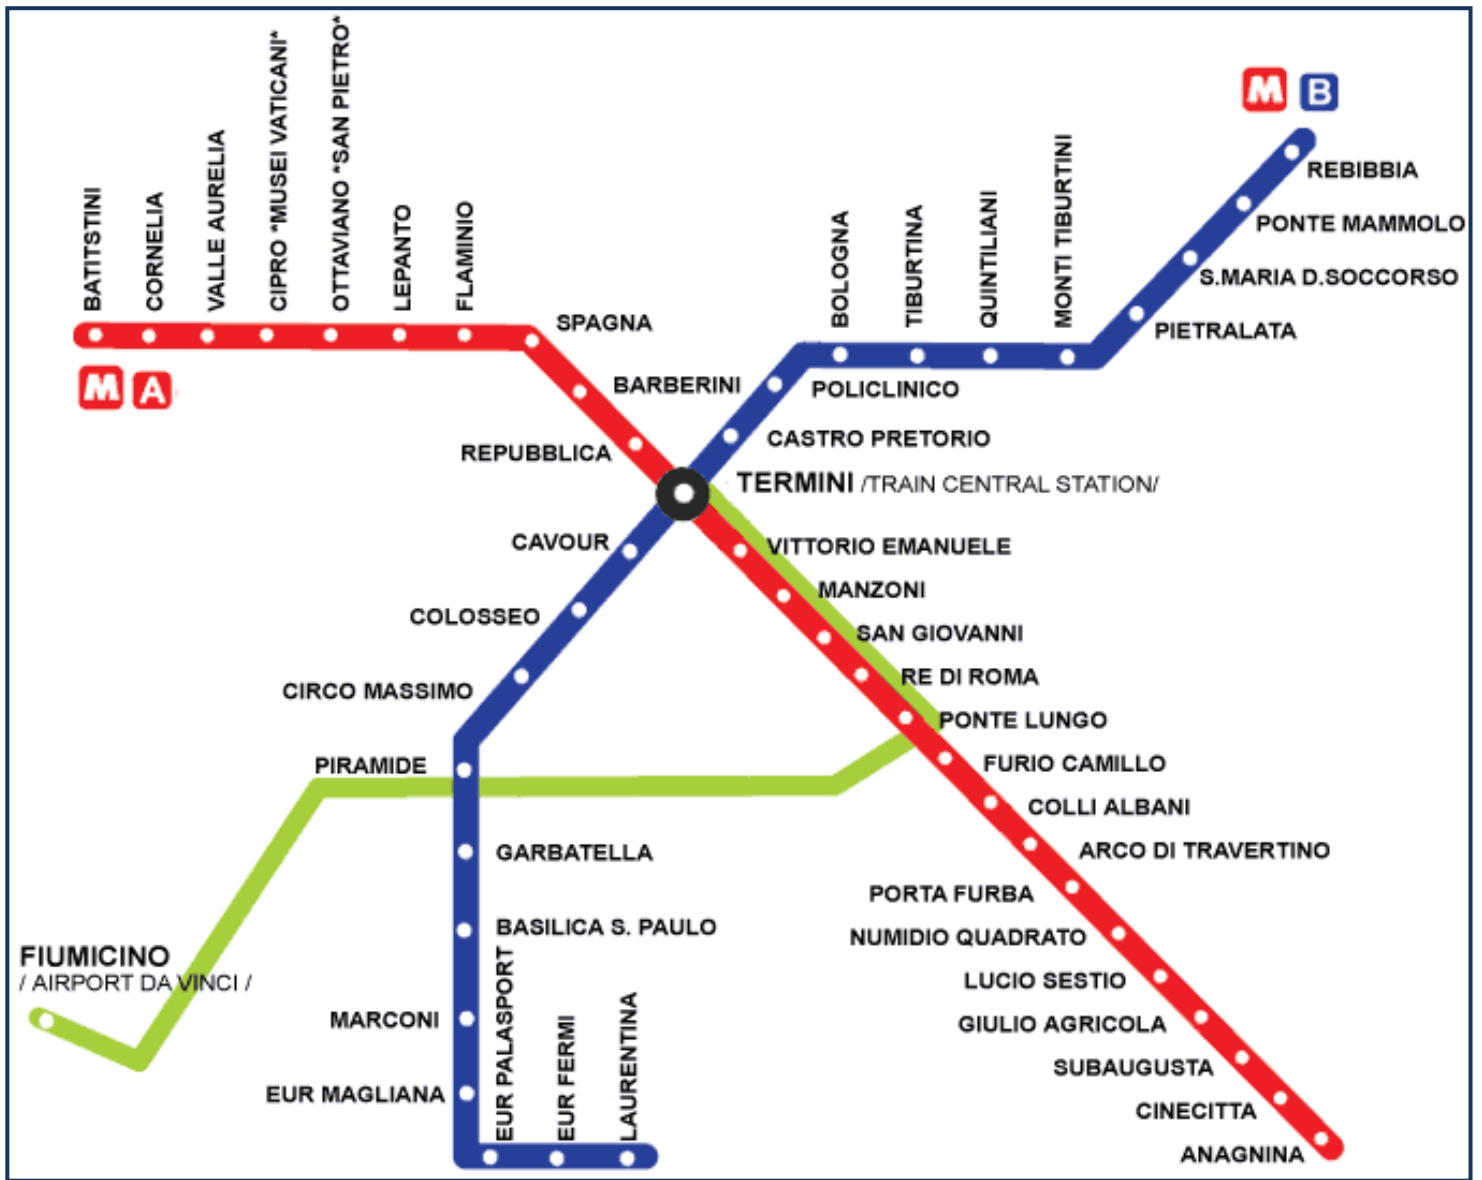 BATITSTINI
CORNELIA
VALLE AURELIA
CIPRO "MUSEI VATICANI"
OTTAVIANO "SAN PIETRO"
LEPANTO
FLAMINIO
M A
SPAGNA
BARBERINI
REPUBBLICA
M B
REBIBBIA
PONTE MAMMOLO
S.MARIA D.SOCCORSO
PIETRALATA
MONTI TIBURTINI
QUINTILIANI
TIBURTINA
BOLOGNA
POLICLINICO
CASTRO PRETORIO
TERMINI /TRAIN CENTRAL STATION/
VITTORIO EMANUELE
MANZONI
SAN GIOVANNI
RE DI ROMA
PONTE LUNGO
FURIO CAMILLO
COLLI ALBANI
ARCO DI TRAVERTINO
PORTA FURBA
NUMIDIO QUADRATO
LUCIO SESTIO
GIULIO AGRICOLA
SUBAUGUSTA
CINECITTA
ANAGNINA
CAVOUR
COLOSSEO
CIRCO MASSIMO
PIRAMIDE
GARBATELLA
BASILICA S. PAULO
MARCONI
EUR MAGLIANA
EUR PALASPORT
EUR FERMI
LAURENTINA
FIUMICINO
/ AIRPORT DA VINCI /